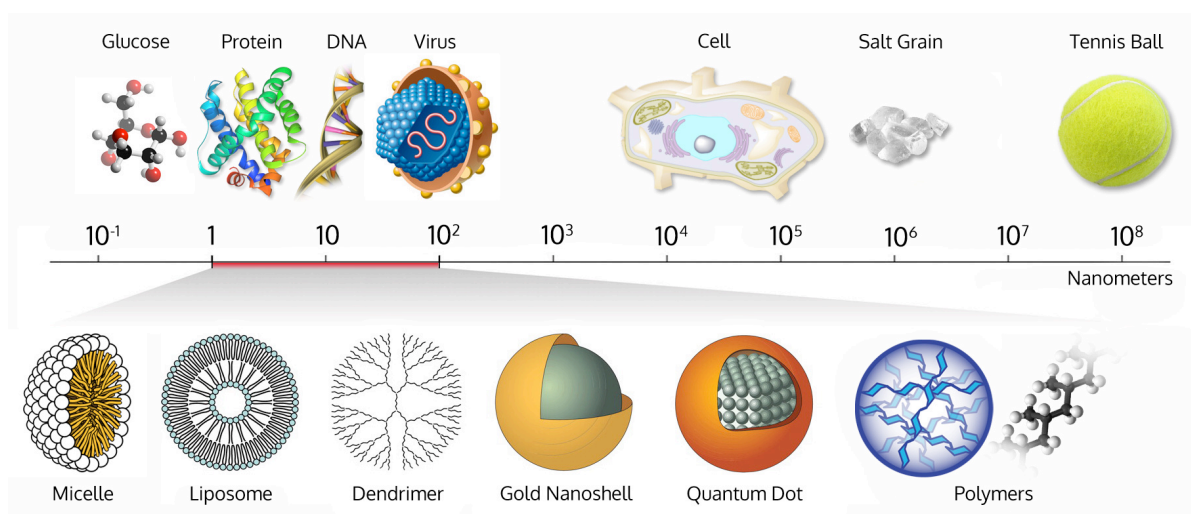 Glucose Protein DNA Virus Cell Salt Grain Tennis Ball
10-1 1 10 10² 10³ 10⁴ 10⁵ 10⁶ 10⁷ 10⁸
Nanometers
Micelle Liposome Dendrimer Gold Nanoshell Quantum Dot Polymers